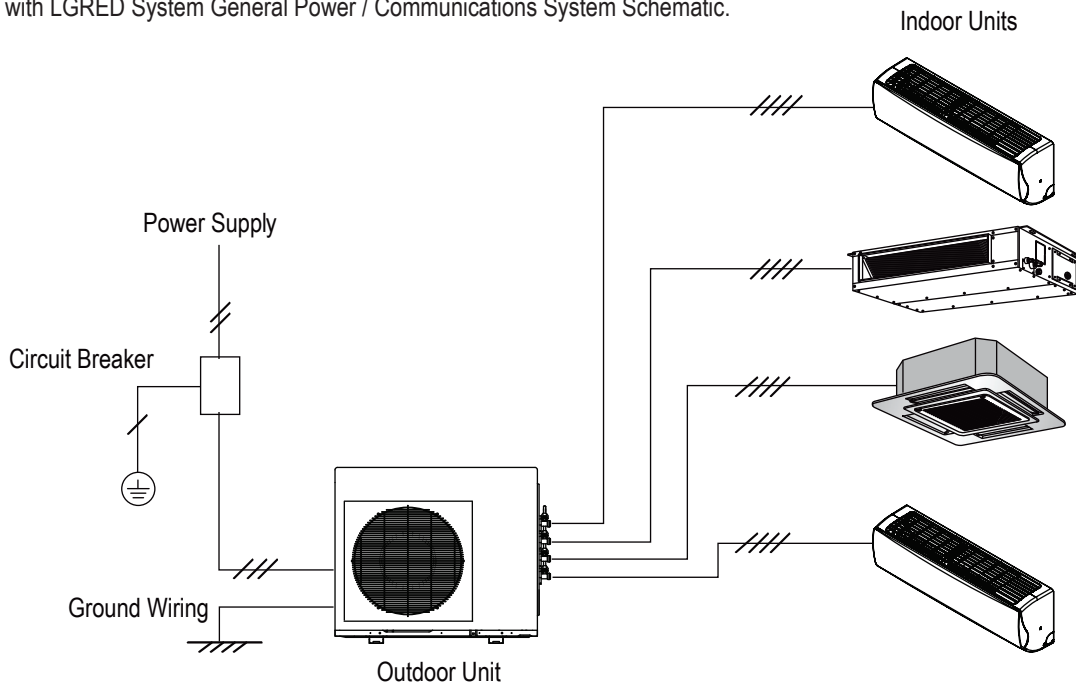 with LGRED System General Power / Communications System Schematic.
Indoor Units
Power Supply
Circuit Breaker
Ground Wiring
Outdoor Unit